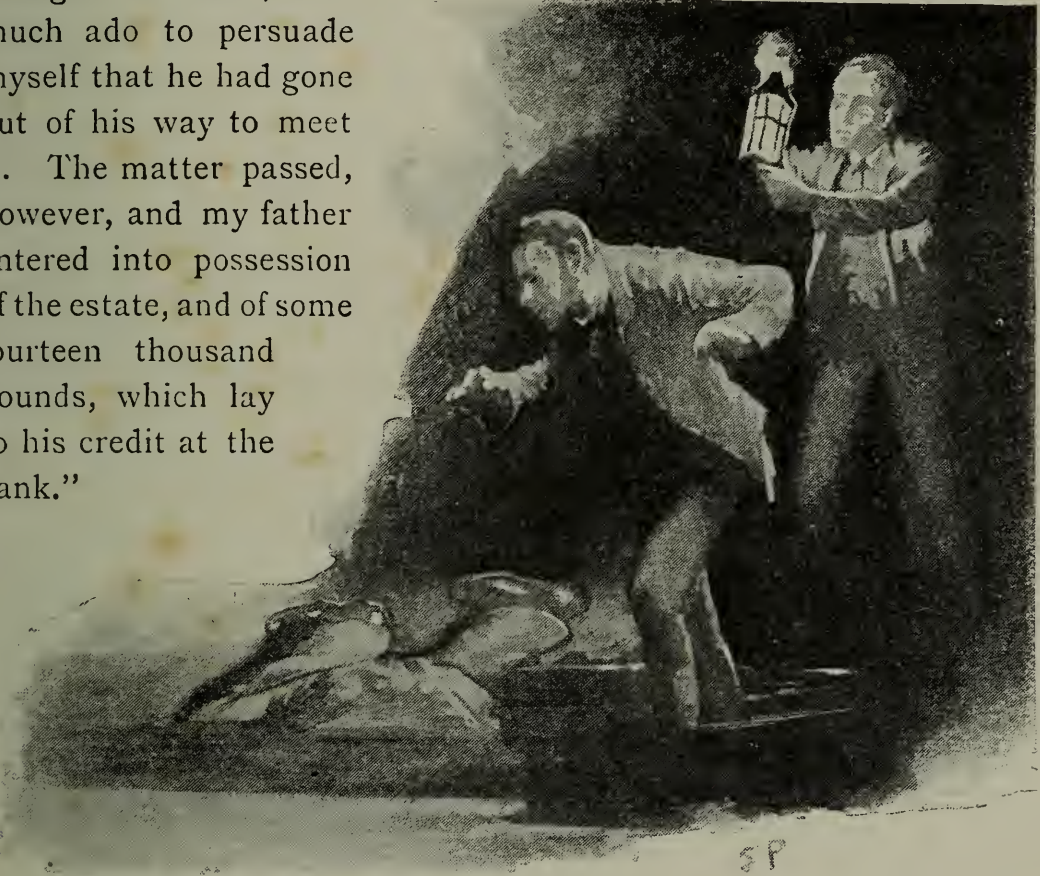 much ado to persuade
myself that he had gone
ut of his way to meet
. The matter passed,
owever, and my father
ntered into possession
f the estate, and of some
ourteen thousand
ounds, which lay
o his credit at the
ank.”
SP